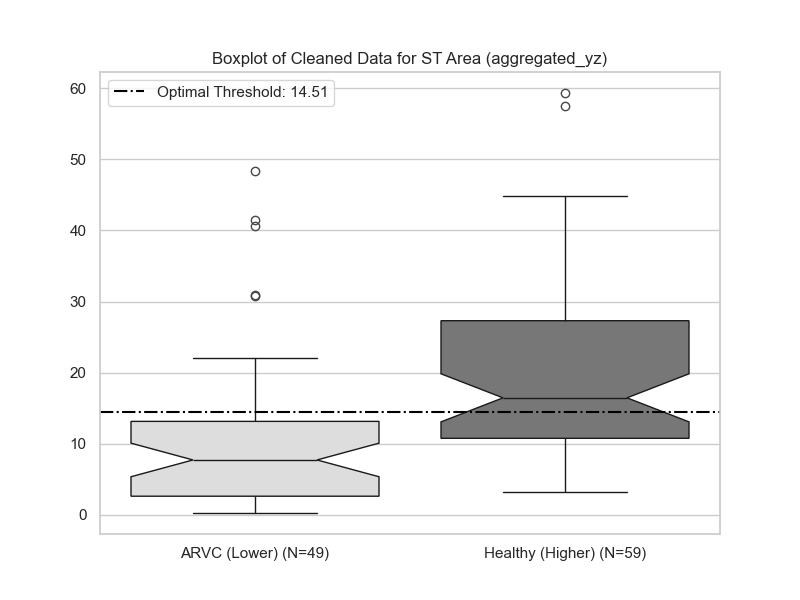 Boxplot of Cleaned Data for ST Area (aggregated_yz)
Optimal Threshold: 14.51
60
50
40
30
20
10
0
ARVC (Lower) (N=49)
Healthy (Higher) (N=59)